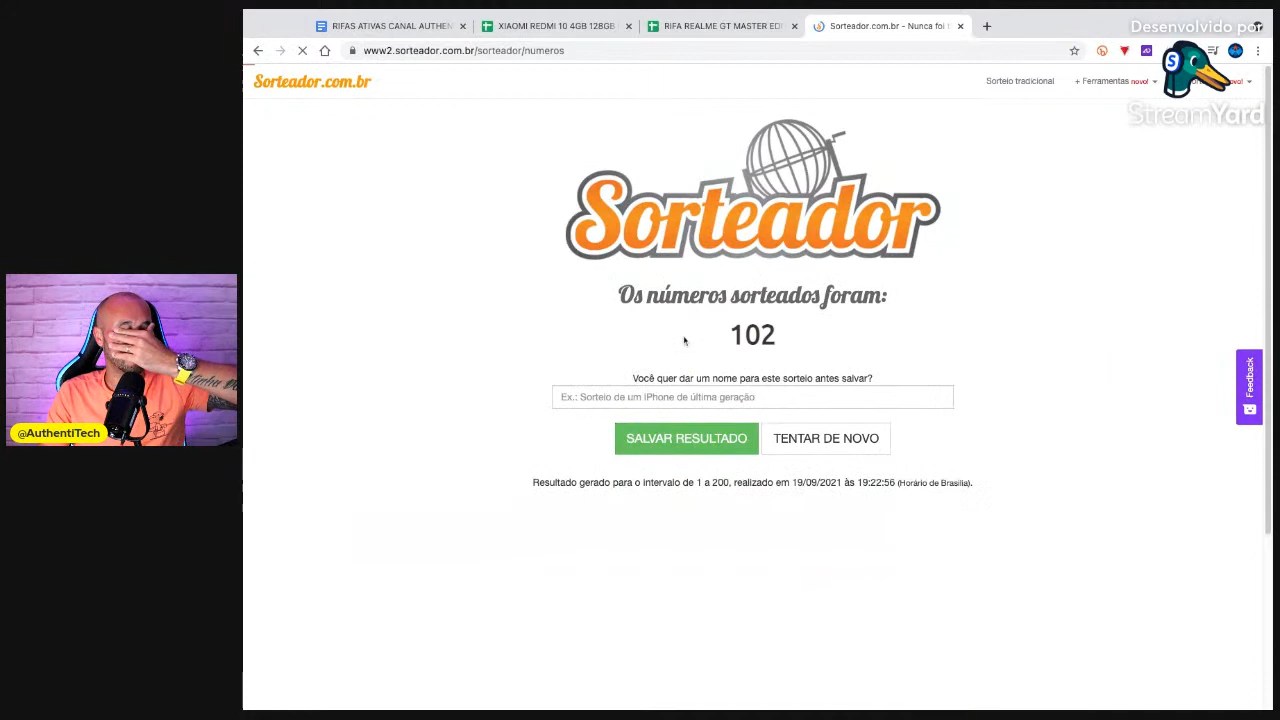 RIFAS ATIVAS CANAL AUTHEN
XIAOMI REDMI 10 4GB 128GB
RIFA REALME GT MASTER EDI
Sorteador.com.br - Nunca foi t
Desenvolvido por
www2.sorteador.com.br/sorteador/numeros
Sorteador.com.br
Sorteio tradicional
+ Ferramentas novo!
StreamYard
Sorteador
Os números sorteados foram:
102
Você quer dar um nome para este sorteio antes salvar?
Ex.: Sorteio de um iPhone de última geração
SALVAR RESULTADO
TENTAR DE NOVO
Resultado gerado para o intervalo de 1 a 200, realizado em 19/09/2021 às 19:22:56 (Horário de Brasília).
Feedback
@AuthentiTech